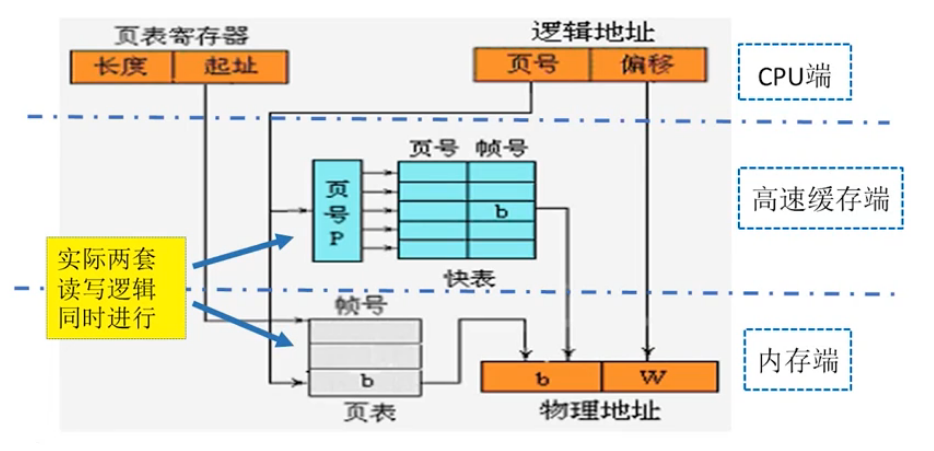 页表寄存器
长度 起址
逻辑地址
页号 偏移
CPU端
页号 帧号
页
号
P
b
快表
高速缓存端
实际两套
读写逻辑
同时进行
帧号
b
页表
b W
物理地址
内存端